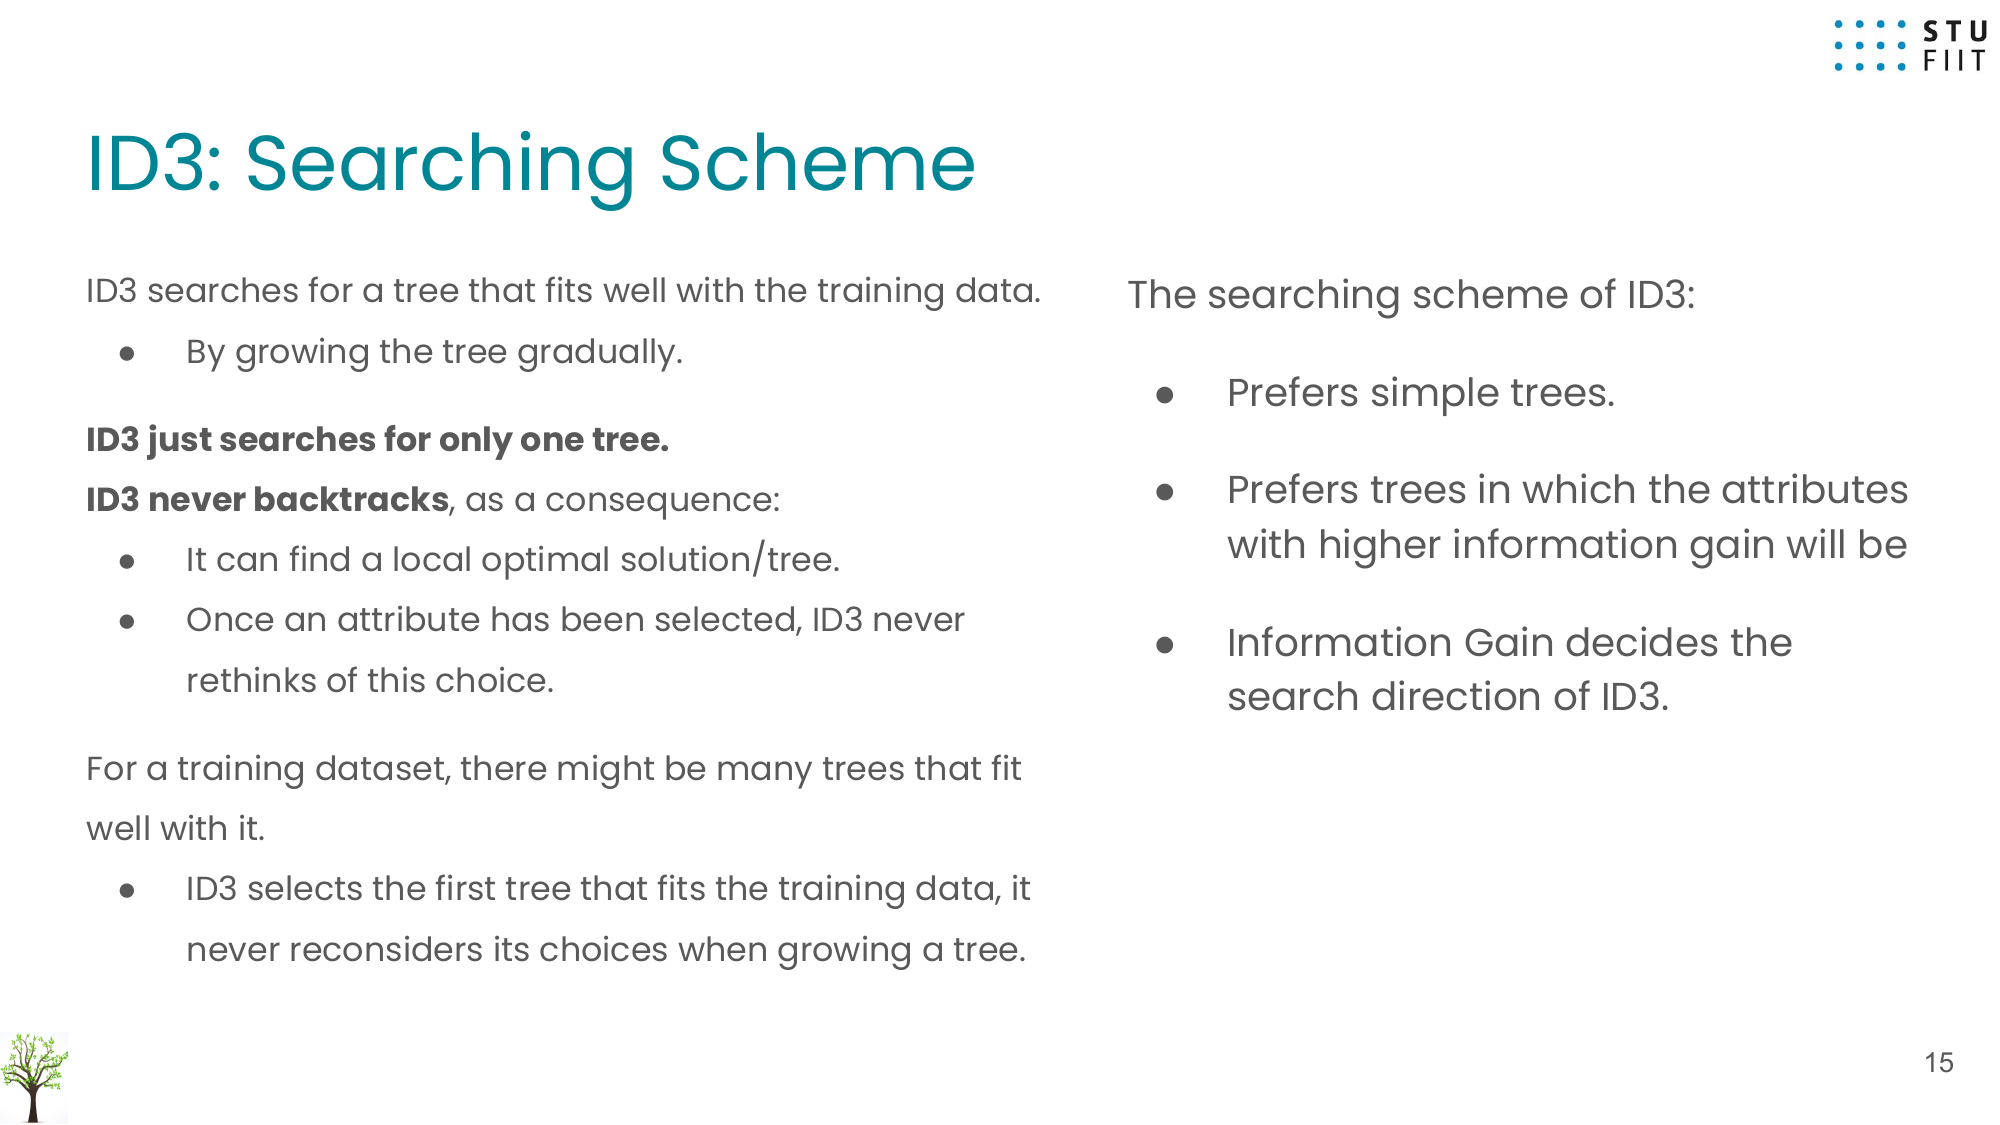 STU
FIIT
ID3: Searching Scheme
ID3 searches for a tree that fits well with the training data.
● By growing the tree gradually.
ID3 just searches for only one tree.
ID3 never backtracks, as a consequence:
● It can find a local optimal solution/tree.
● Once an attribute has been selected, ID3 never
rethinks of this choice.
For a training dataset, there might be many trees that fit
well with it.
● ID3 selects the first tree that fits the training data, it
never reconsiders its choices when growing a tree.
The searching scheme of ID3:
● Prefers simple trees.
● Prefers trees in which the attributes
with higher information gain will be
● Information Gain decides the
search direction of ID3.
15